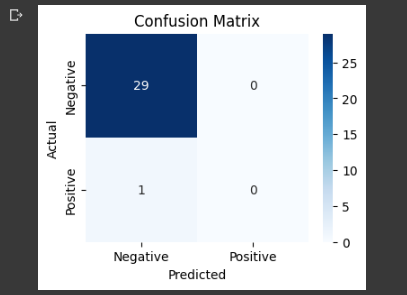 Confusion Matrix
Negative
29
0
25
20
Actual
15
Positive
1
0
10
5
0
Negative
Positive
Predicted